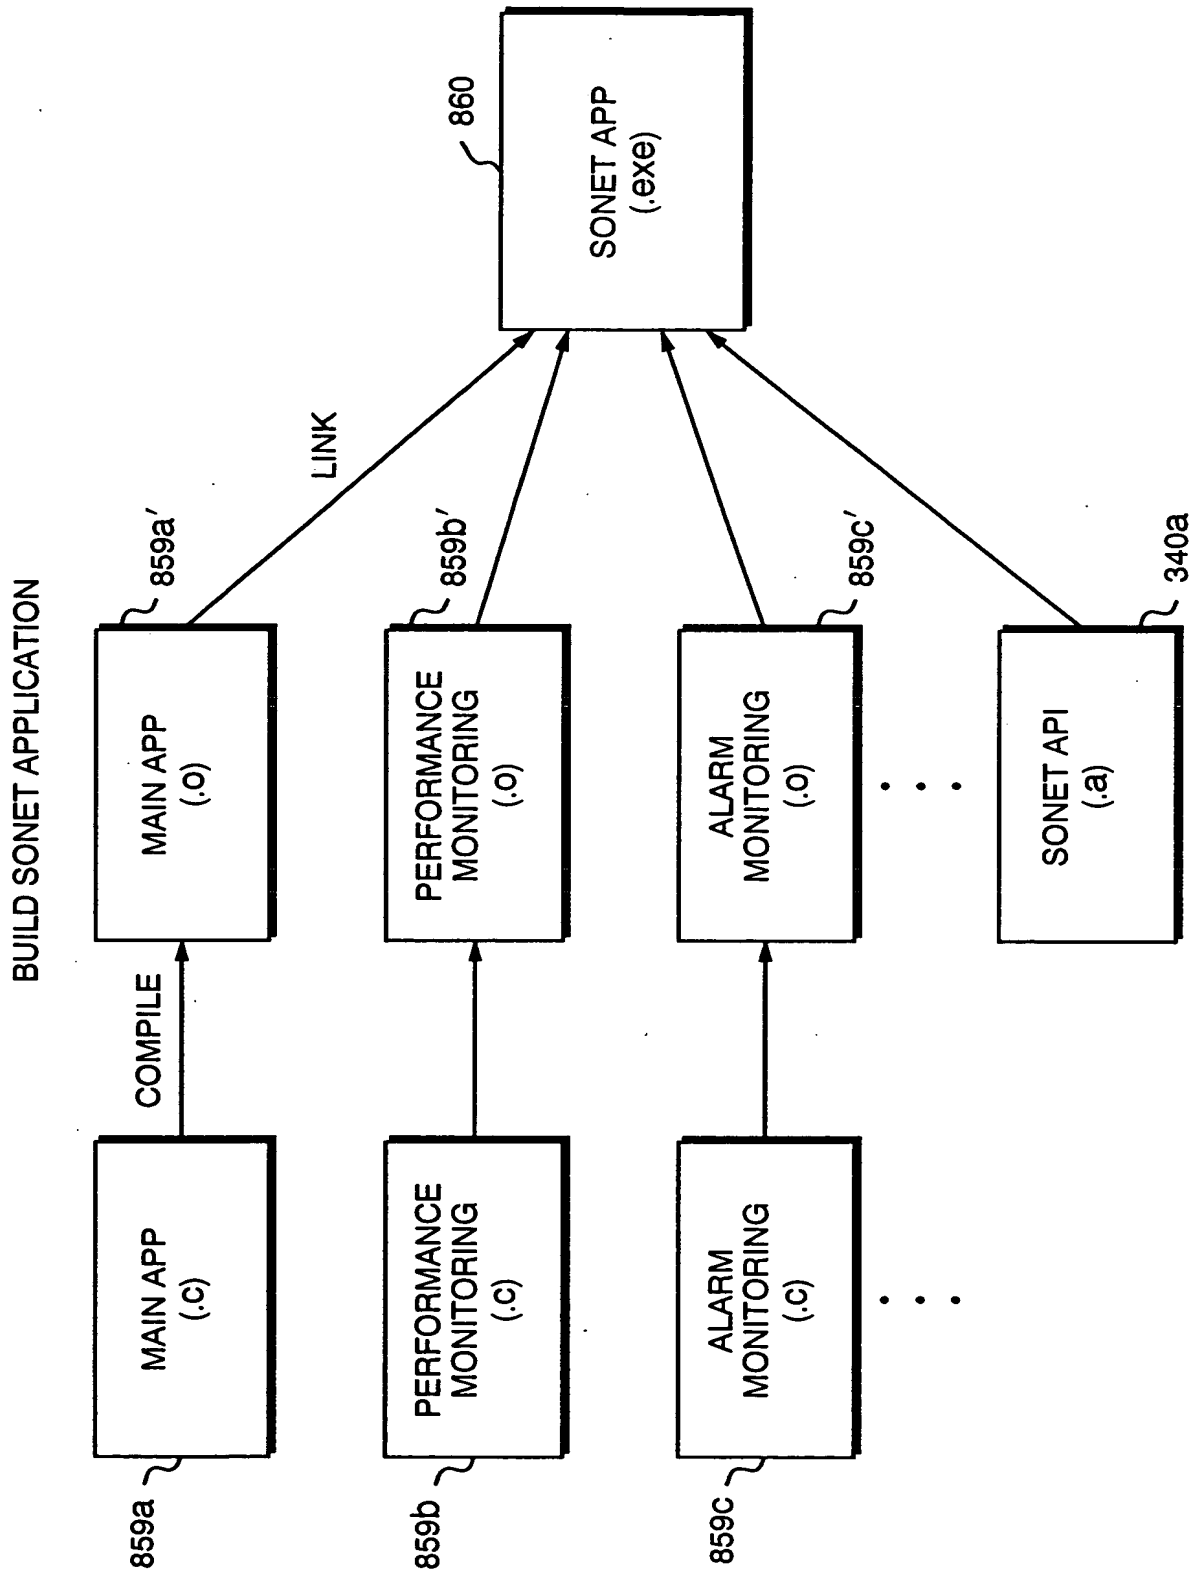 BUILD SONET APPLICATION
859a
MAIN APP
(.c)
COMPILE
859a'
MAIN APP
(.o)
LINK
859b
PERFORMANCE
MONITORING
(.c)
859b'
PERFORMANCE
MONITORING
(.o)
859c
ALARM
MONITORING
(.c)
859c'
ALARM
MONITORING
(.o)
340a
SONET API
(.a)
860
SONET APP
(.exe)